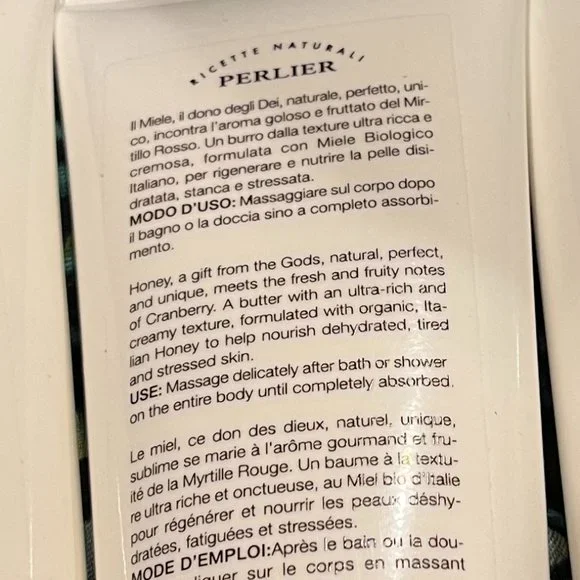 RICETTE NATURALI
PERLIER
Il Miele, il dono degli Dei, naturale, perfetto, uni-
co, incontra l'aroma goloso e fruttato del Mir-
tillo Rosso. Un burro dalla texture ultra ricca e
cremosa, formulata con Miele Biologico
Italiano, per rigenerare e nutrire la pelle disi-
dratata, stanca e stressata.
MODO D'USO: Massaggiare sul corpo dopo
il bagno o la doccia sino a completo assorbi-
mento.
Honey, a gift from the Gods, natural, perfect,
and unique, meets the fresh and fruity notes
of Cranberry. A butter with an ultra-rich and
creamy texture, formulated with organic, Ita-
lian Honey to help nourish dehydrated, tired
and stressed skin.
USE: Massage delicately after bath or shower
on the entire body until completely absorbed.
Le miel, ce don des dieux, naturel, unique,
sublime se marie à l'arôme gourmand et fru-
ité de la Myrtille Rouge. Un baume à la textu-
re ultra riche et onctueuse, au Miel bio d'Italie
pour régénérer et nourrir les peaux déshy-
dratées, fatiguées et stressées.
MODE D'EMPLOI:Après le bain ou la dou-
sur le corps en massant